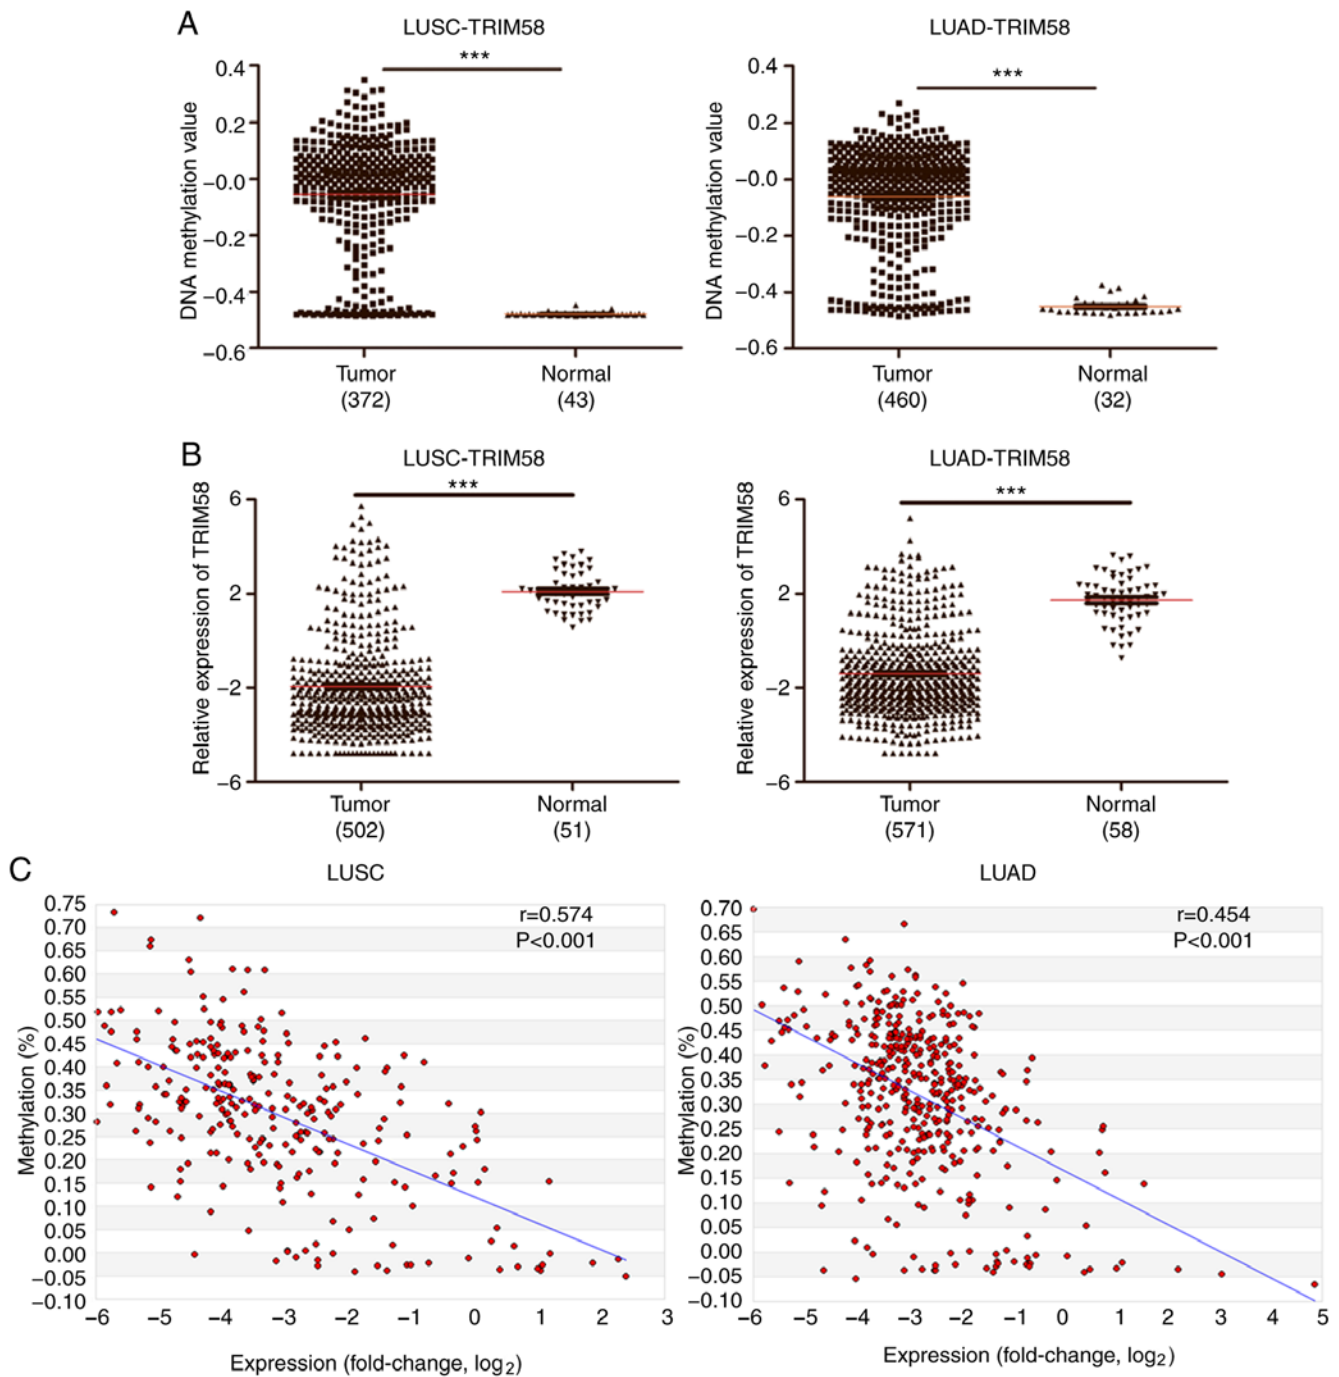 A
LUSC-TRIM58
LUAD-TRIM58
***
***
DNA methylation value
0.4
0.2
−0.0
−0.2
−0.4
−0.6
Tumor
(372)
Normal
(43)
DNA methylation value
0.4
0.2
−0.0
−0.2
−0.4
−0.6
Tumor
(460)
Normal
(32)
B
LUSC-TRIM58
LUAD-TRIM58
***
***
Relative expression of TRIM58
6
2
−2
−6
Tumor
(502)
Normal
(51)
Relative expression of TRIM58
6
2
−2
−6
Tumor
(571)
Normal
(58)
C
LUSC
r=0.574
P<0.001
Methylation (%)
0.75
0.70
0.65
0.60
0.55
0.50
0.45
0.40
0.35
0.30
0.25
0.20
0.15
0.10
0.05
0.00
−0.05
−0.10
−6 −5 −4 −3 −2 −1 0 1 2 3
Expression (fold-change, log2)
LUAD
r=0.454
P<0.001
Methylation (%)
0.70
0.65
0.60
0.55
0.50
0.45
0.40
0.35
0.30
0.25
0.20
0.15
0.10
0.05
0.00
−0.05
−0.10
−6 −5 −4 −3 −2 −1 0 1 2 3 4 5
Expression (fold-change, log2)